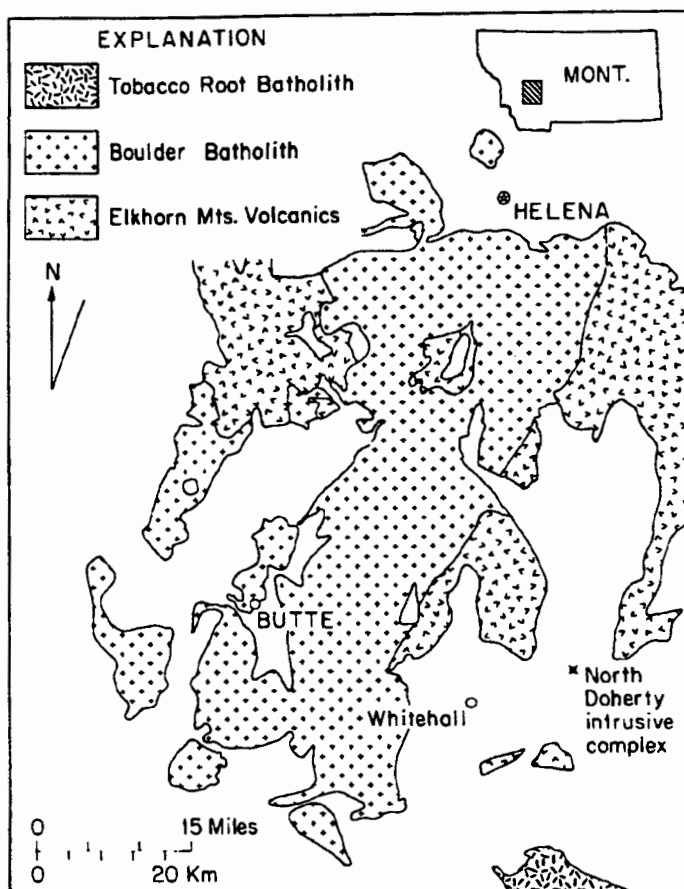 EXPLANATION
Tobacco Root Batholith
Boulder Batholith
Elkhorn Mts. Volcanics
MONT.
HELENA
N
BUTTE
Whitehall
North
Doherty
intrusive
complex
0 15 Miles
0 20 Km